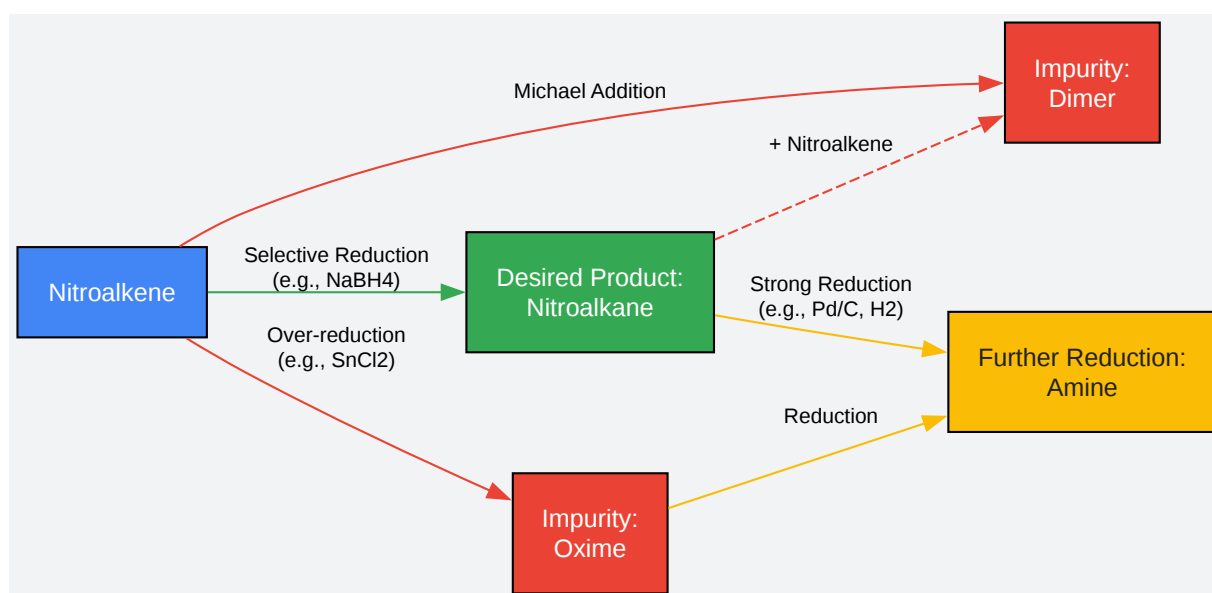 Impurity:
Dimer
Michael Addition
+ Nitroalkene
Nitroalkene
Selective Reduction
(e.g., NaBH4)
Desired Product:
Nitroalkane
Strong Reduction
(e.g., Pd/C, H2)
Over-reduction
(e.g., SnCl2)
Further Reduction:
Amine
Reduction
Impurity:
Oxime